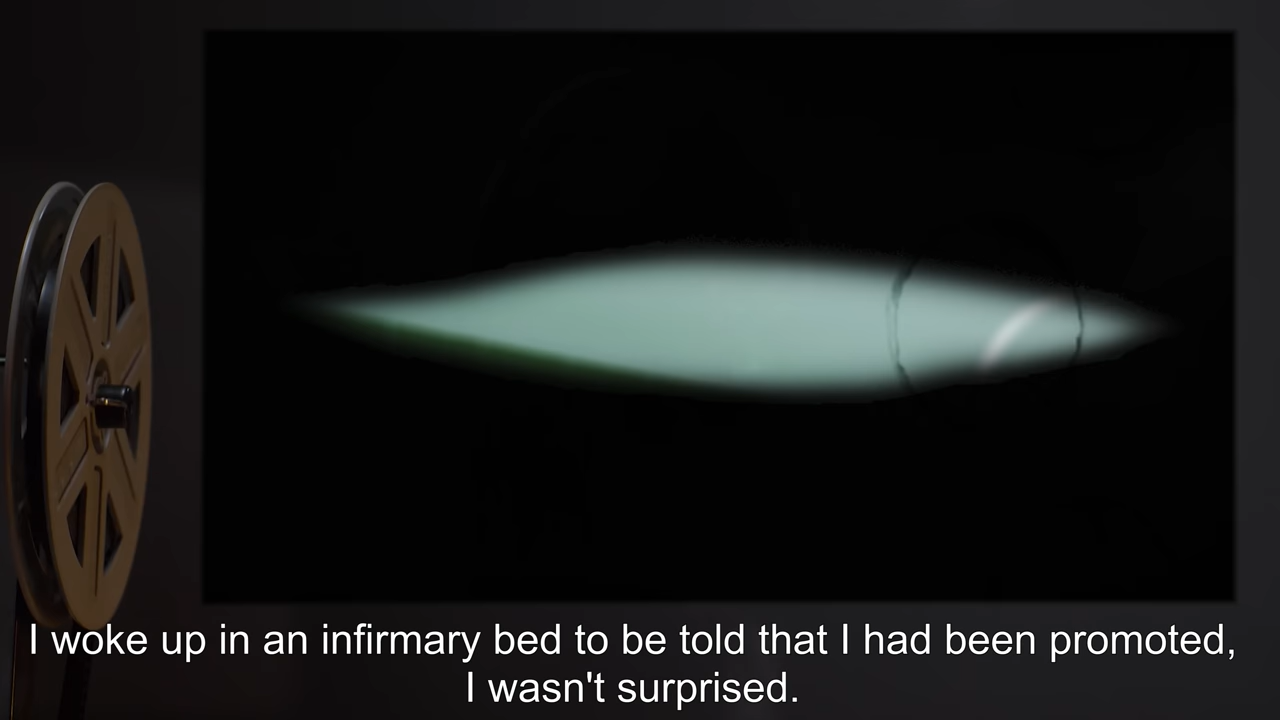 I woke up in an infirmary bed to be told that I had been promoted,
I wasn't surprised.